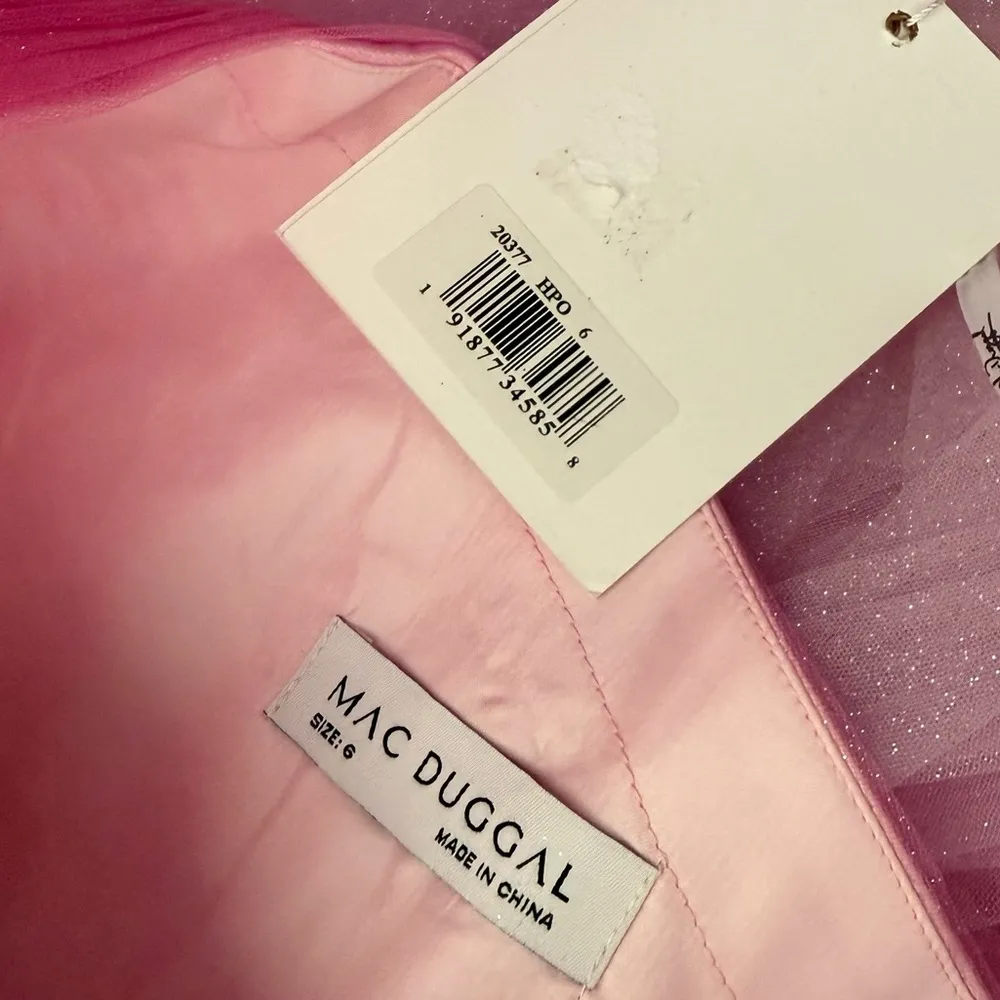 20377 HPO 6
1 91877 34585 8
MAC DUGGAL
SIZE: 6
MADE IN CHINA